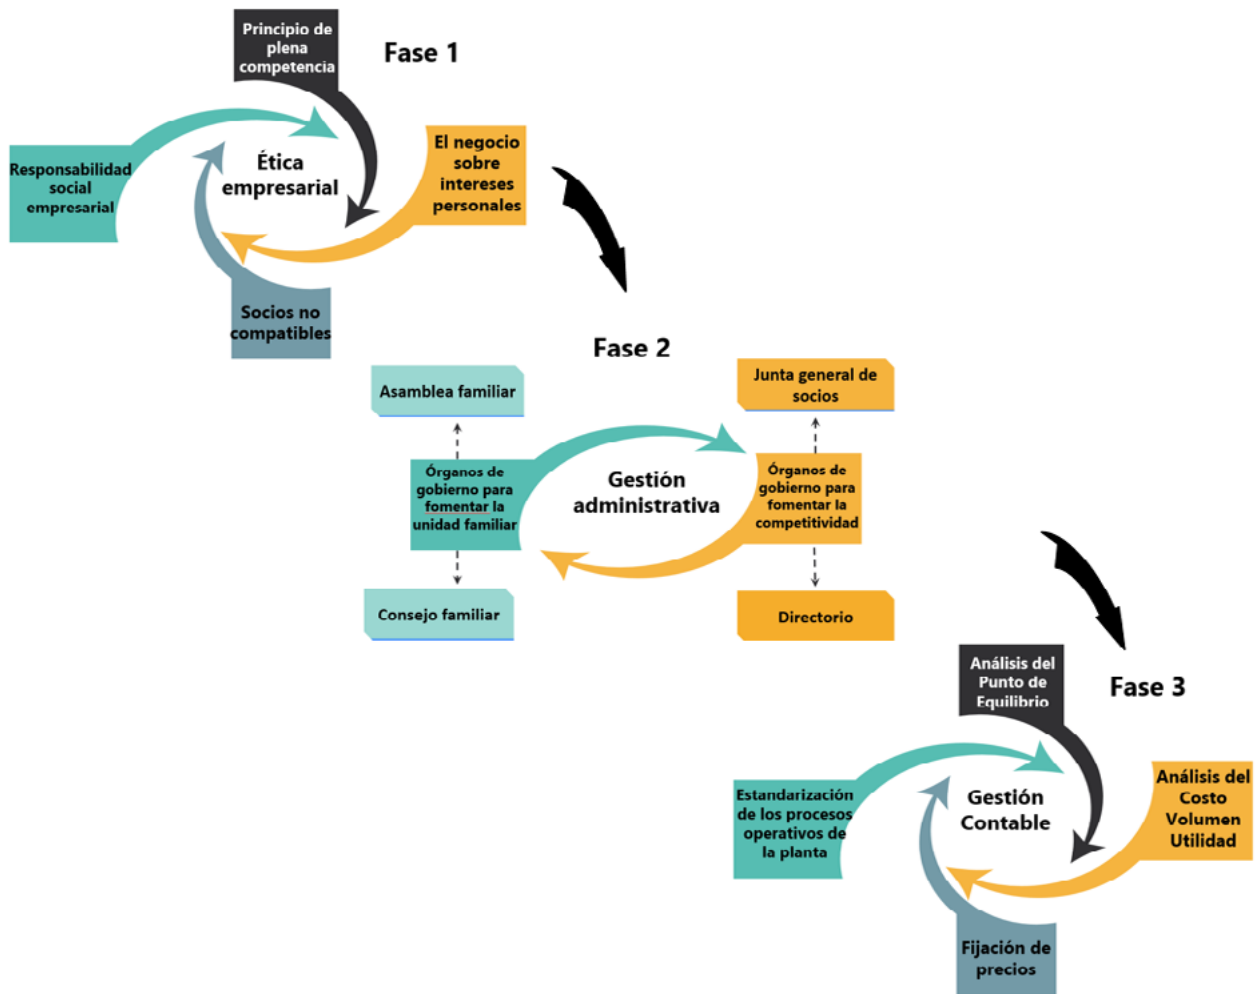 Principio de
plena
competencia
Fase 1
Responsabilidad
social
empresarial
Ética
empresarial
El negocio
sobre
intereses
personales
Socios no
compatibles
Fase 2
Asamblea familiar
Junta general de
socios
Órganos de
gobierno para
fomentar la
unidad familiar
Gestión
administrativa
Órganos de
gobierno para
fomentar la
competitividad
Consejo familiar
Directorio
Análisis del
Punto de
Equilibrio
Fase 3
Estandarización
de los procesos
operativos de
la planta
Gestión
Contable
Análisis del
Costo
Volumen
Utilidad
Fijación de
precios